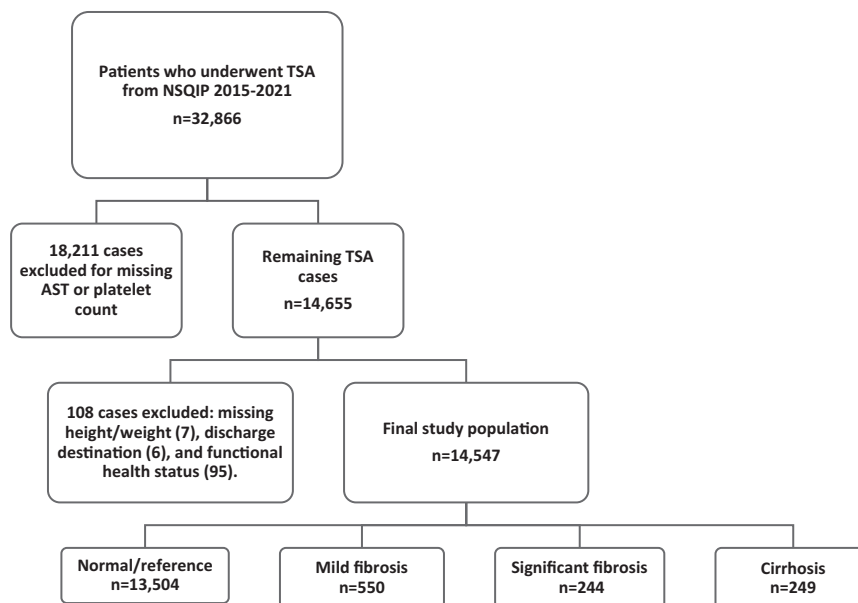 Patients who underwent TSA
from NSQIP 2015-2021
n=32,866
18,211 cases
excluded for missing
AST or platelet
count
Remaining TSA
cases
n=14,655
108 cases excluded: missing
height/weight (7), discharge
destination (6), and functional
health status (95).
Final study population
n=14,547
Normal/reference
n=13,504
Mild fibrosis
n=550
Significant fibrosis
n=244
Cirrhosis
n=249